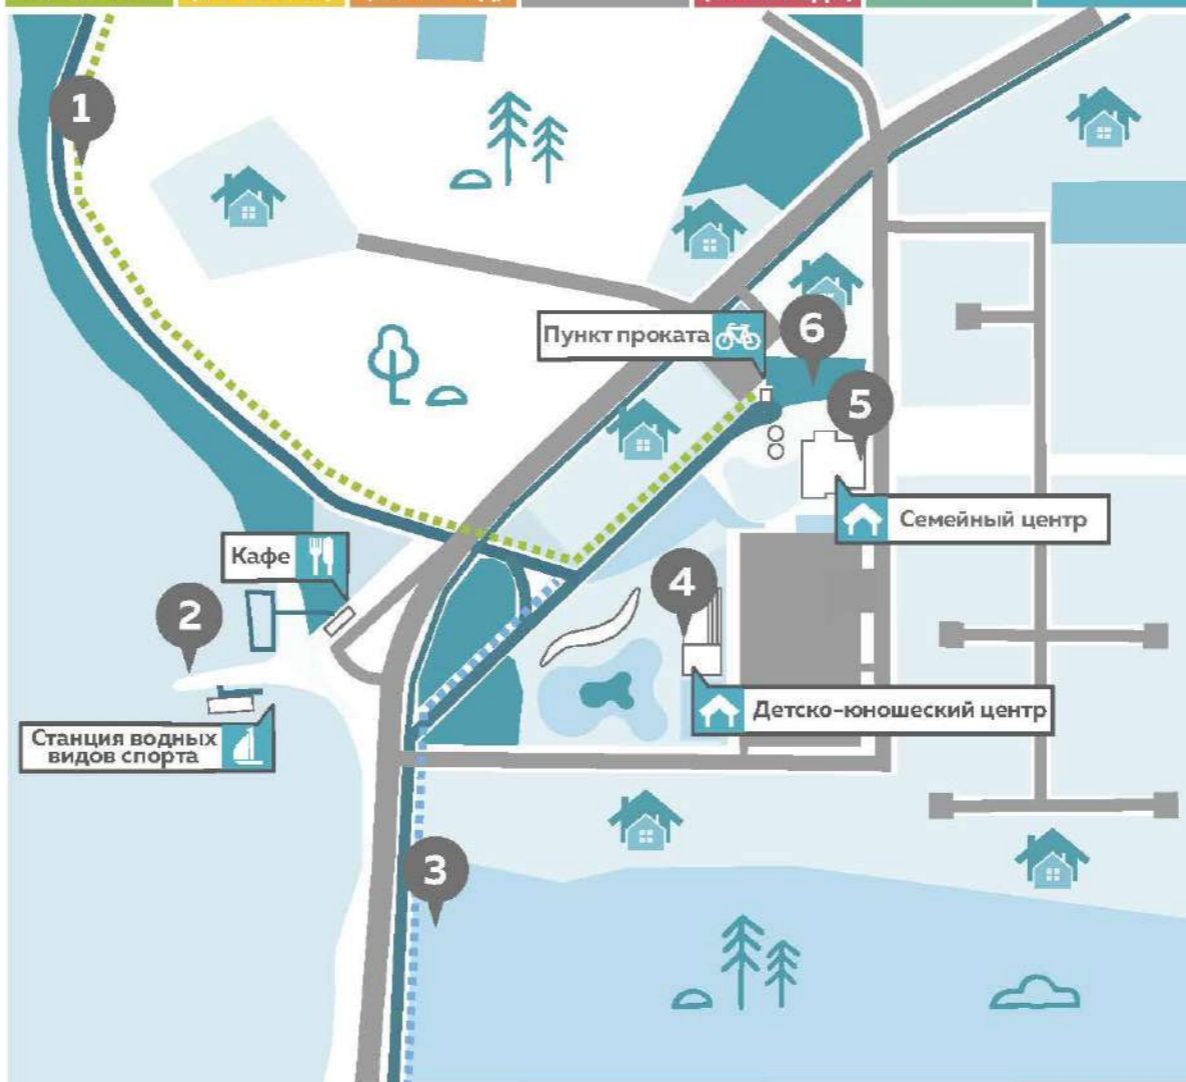 1
Пункт проката
6
5
Семейный центр
Кафе
2
4
Детско-юношеский центр
Станция водных
видов спорта
3